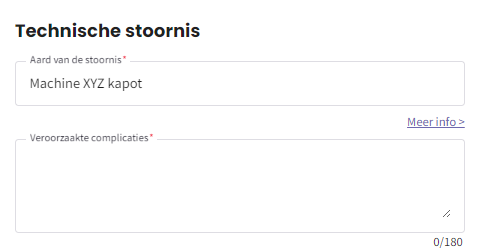 Technische stoornis
Aard van de stoornis*
Machine XYZ kapot
Meer info >
Veroorzaakte complicaties*
0/180